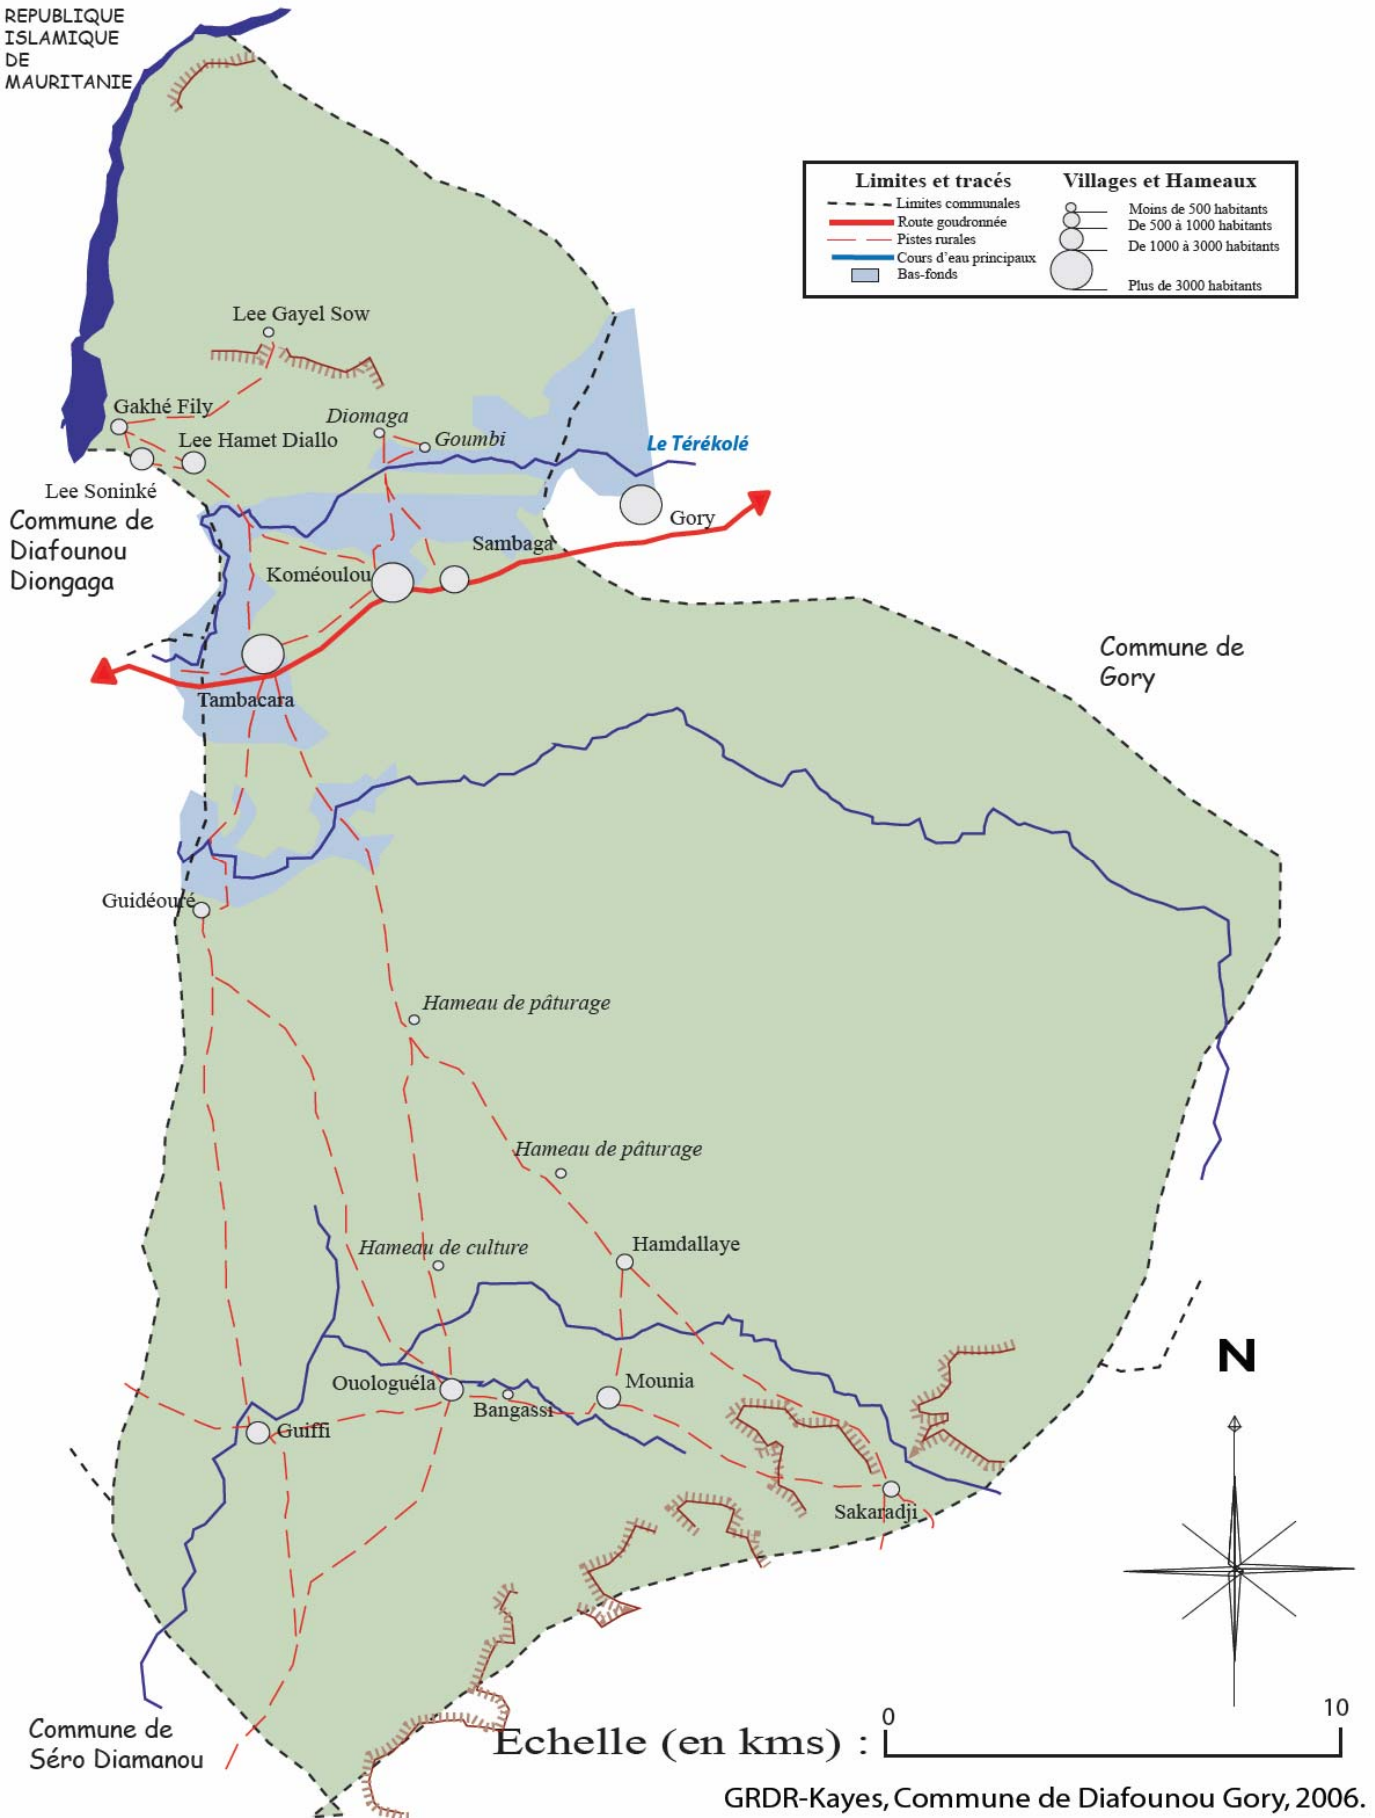 REPUBLIQUE
ISLAMIQUE
DE
MAURITANIE
Limites et tracés
Limites communales
Route goudronnée
Pistes rurales
Cours d'eau principaux
Bas-fonds
Villages et Hameaux
Moins de 500 habitants
De 500 à 1000 habitants
De 1000 à 3000 habitants
Plus de 3000 habitants
Lee Gayel Sow
Gakhé Fily
Diomaga
Lee Hamet Diallo
Goumbi
Le Térékolé
Lee Soninké
Commune de
Diafounou
Diongaga
Gory
Sambaga
Koméoulou
Commune de
Gory
Tambacara
Guidéouré
Hameau de pâturage
Hameau de pâturage
Hameau de culture
Hamdallaye
Ouologuéla
Mounia
Bangassi
Guiffi
Sakaradji
N
Commune de
Séro Diamanou
Echelle (en kms) :
0
10
GRDR-Kayes, Commune de Diafounou Gory, 2006.